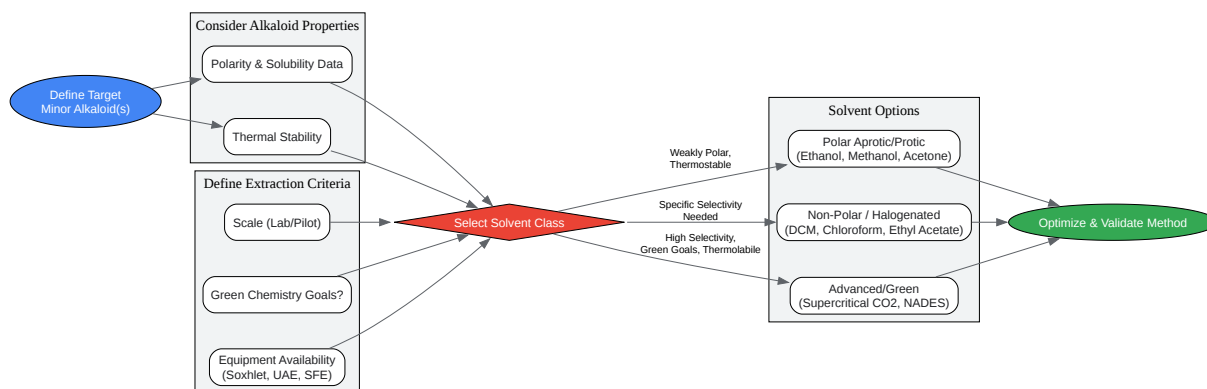 Define Target
Minor Alkaloid(s)
Consider Alkaloid Properties
Polarity & Solubility Data
Thermal Stability
Define Extraction Criteria
Scale (Lab/Pilot)
Green Chemistry Goals?
Equipment Availability
(Soxhlet, UAE, SFE)
Select Solvent Class
Weakly Polar,
Thermostable
Specific Selectivity
Needed
High Selectivity,
Green Goals, Thermolabile
Solvent Options
Polar Aprotic/Protic
(Ethanol, Methanol, Acetone)
Non-Polar / Halogenated
(DCM, Chloroform, Ethyl Acetate)
Advanced/Green
(Supercritical CO2, NADES)
Optimize & Validate Method